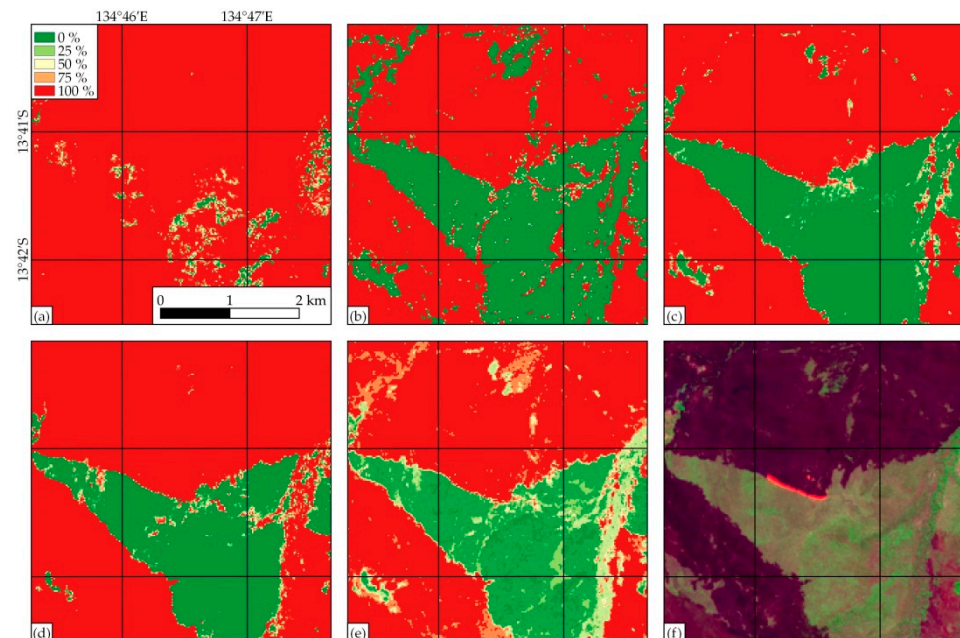 134°46′E 134°47′E
0 %
25 %
50 %
75 %
100 %
13°41′S
13°42′S
0 1 2 km
(a) (b) (c)
(d) (e) (f)